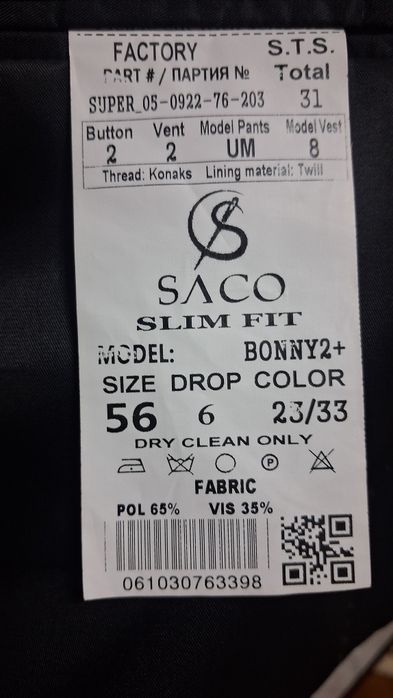 FACTORY S.T.S.
PART # / ПАРТИЯ № Total
SUPER_05-0922-76-203 31
Button Vent Model Pants Model Vest
2 2 UM 8
Thread: Konaks Lining material: Twill
SACO
SLIM FIT
MODEL: BONNY2+
SIZE DROP COLOR
56 6 23/33
DRY CLEAN ONLY
P
FABRIC
POL 65% VIS 35%
061030763398